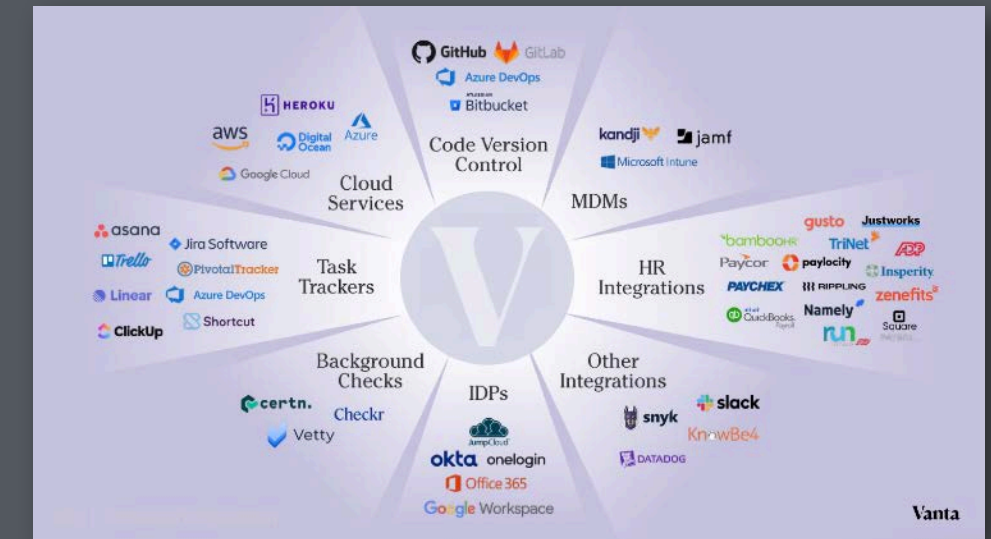 GitHub GitLab
Azure DevOps
Bitbucket
Code Version
Control
HEROKU
aws
Digital
Ocean
Azure
Google Cloud
Cloud
Services
kandji
jamf
Microsoft Intune
MDMs
asana
Jira Software
Trello
PivotalTracker
Linear
Azure DevOps
Shortcut
ClickUp
Task
Trackers
V
HR
Integrations
gusto
Justworks
bambooHR
TriNet
ADP
Paycor
paylocity
Insperity
PAYCHEX
RIPPLING
zenefits
QuickBooks
Payroll
Namely
Square
run
ADP
Background
Checks
certn.
Checkr
Vetty
IDPs
JumpCloud
okta onelogin
Office 365
Google Workspace
Other
Integrations
snyk
slack
KnowBe4
DATADOG
Vanta